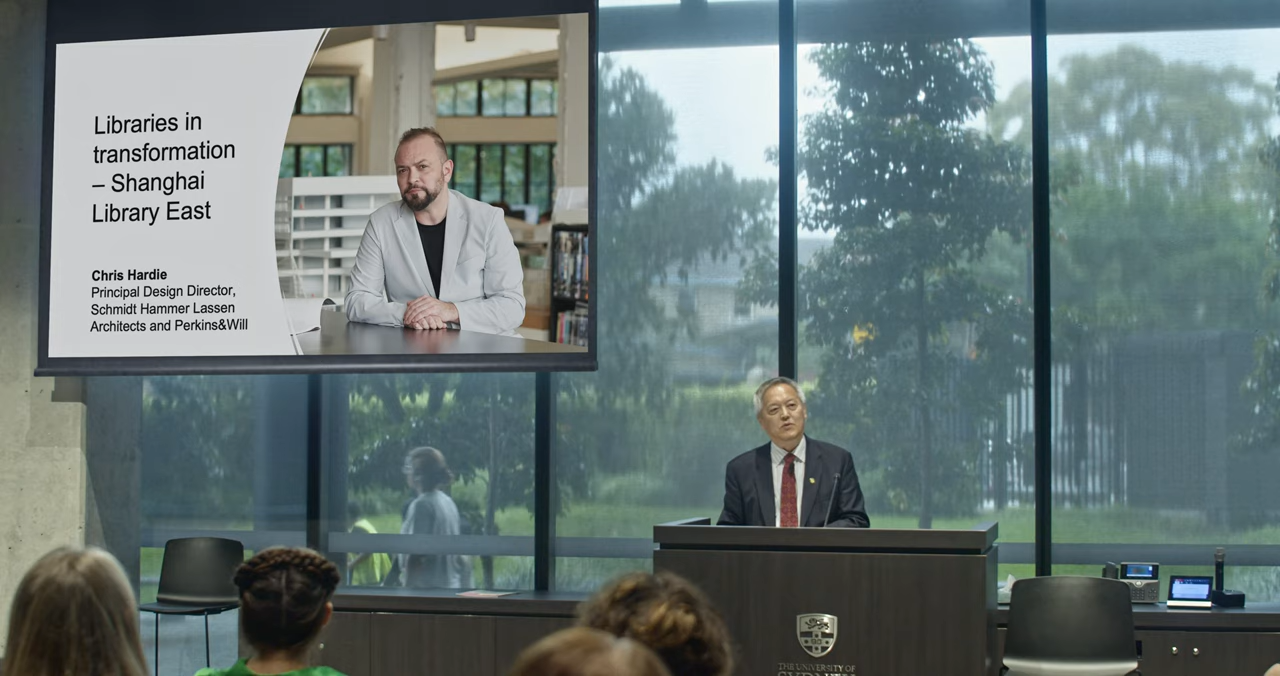 Libraries in
transformation
– Shanghai
Library East
Chris Hardie
Principal Design Director,
Schmidt Hammer Lassen
Architects and Perkins&Will
THE UNIVERSITY OF
SYDNEY